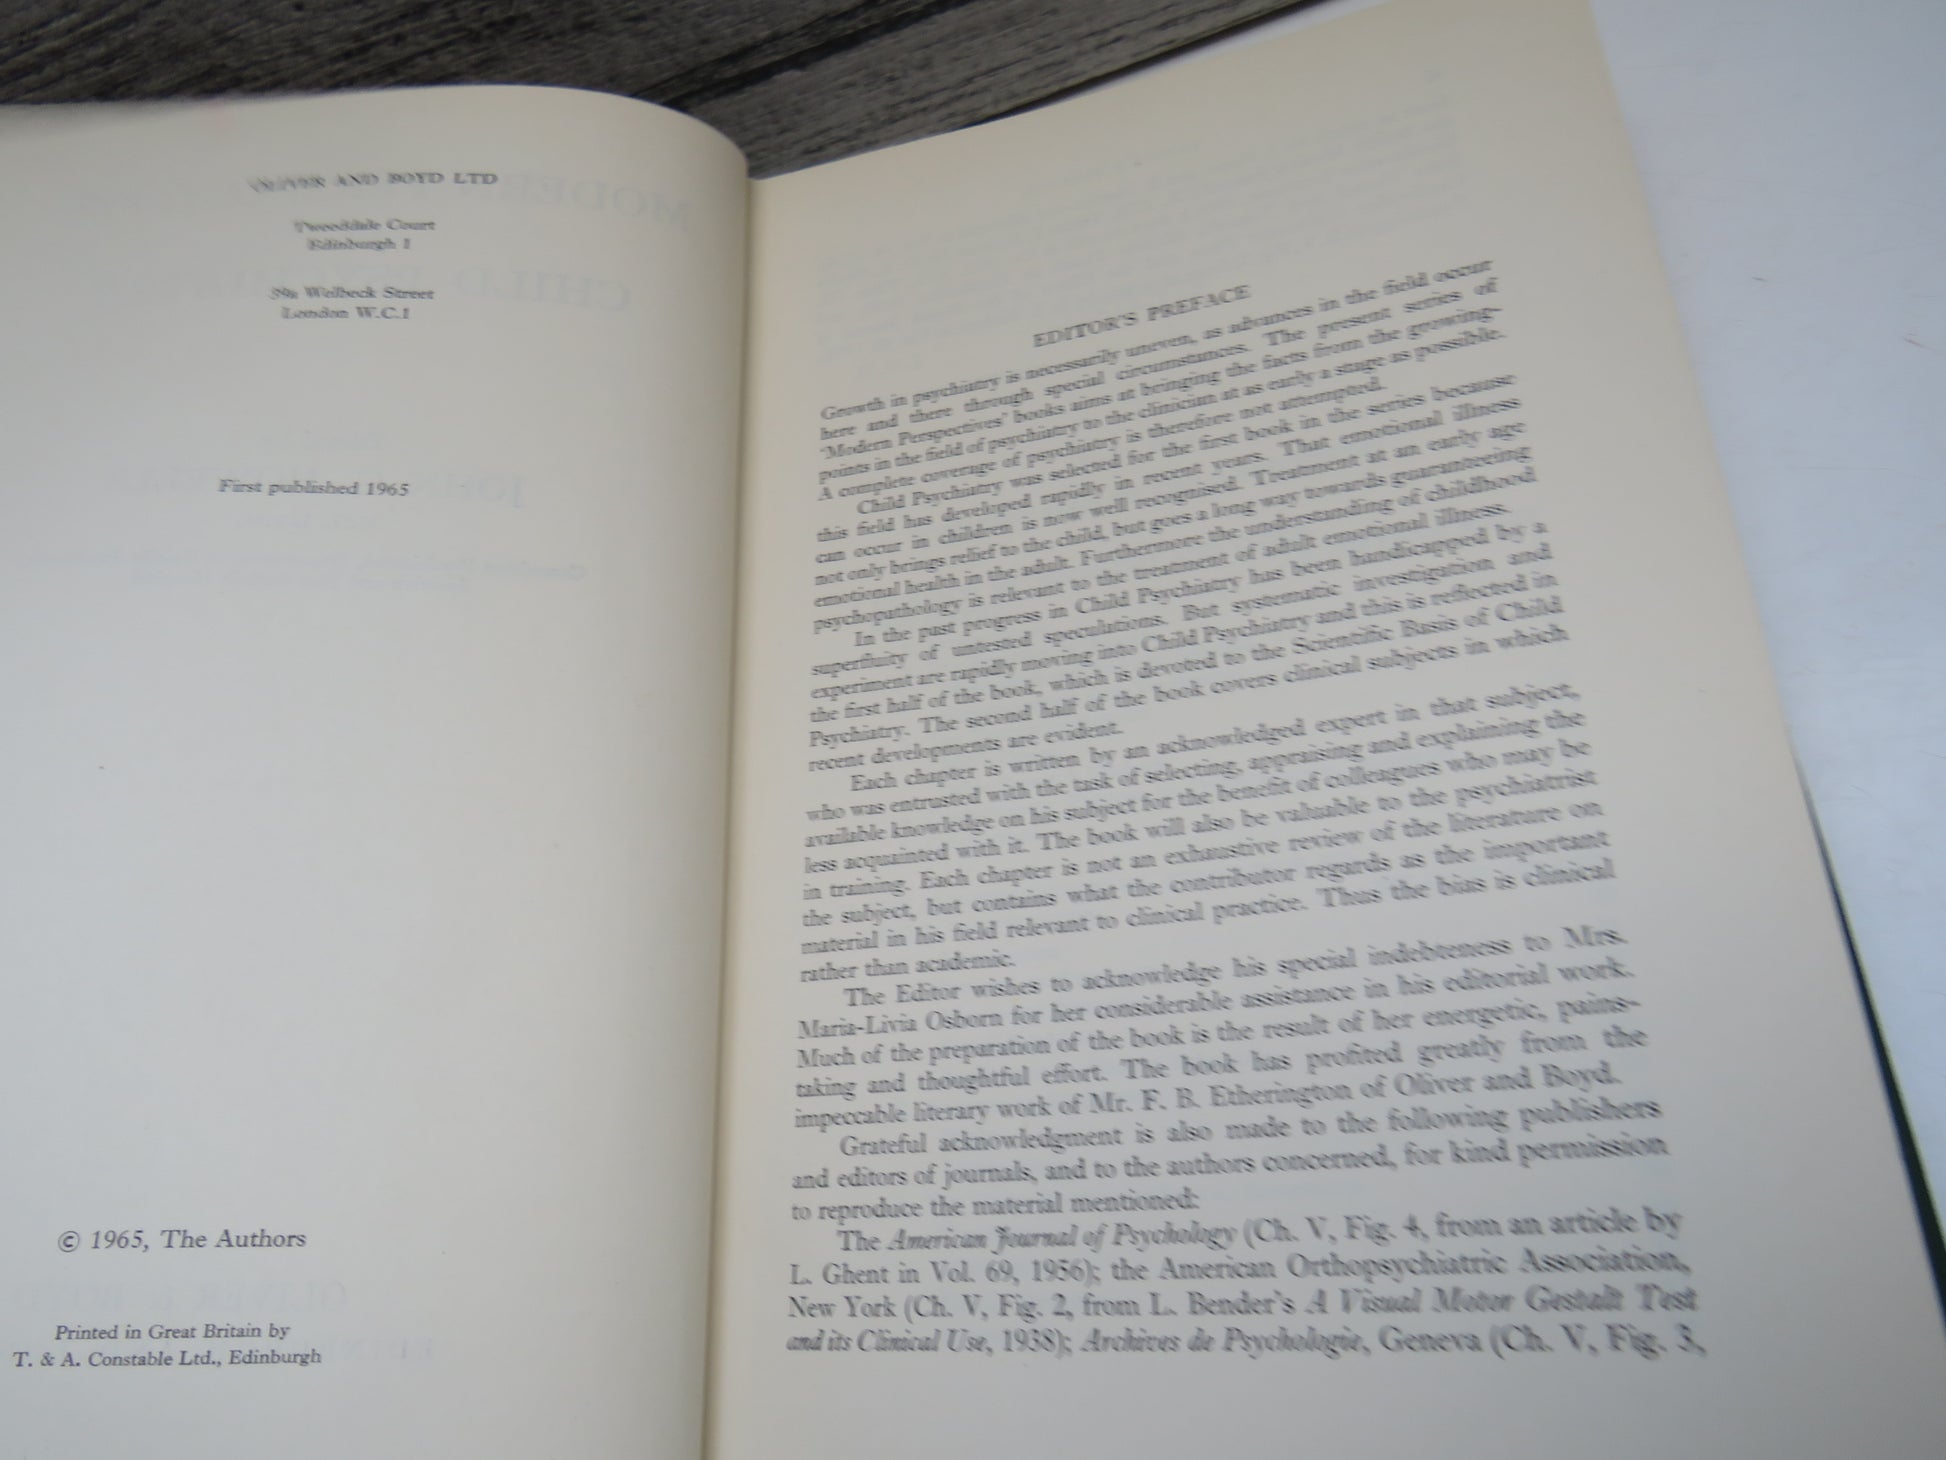 OLIVER AND BOYD LTD
Tweeddale Court
Edinburgh 1
39a Welbeck Street
London W.C.1
First published 1965
© 1965, The Authors
Printed in Great Britain by
T. & A. Constable Ltd., Edinburgh
EDITOR'S PREFACE
Growth in psychiatry is necessarily uneven, as advances in the field occur
here and there through special circumstances. The present series of
'Modern Perspectives' books aims at bringing the facts from the growing-
points in the field of psychiatry to the clinician at as early a stage as possible.
A complete coverage of psychiatry is therefore not attempted.
Child Psychiatry was selected for the first book in the series because
this field has developed rapidly in recent years. That emotional illness
can occur in children is now well recognised. Treatment at an early age
not only brings relief to the child, but goes a long way towards guaranteeing
emotional health in the adult. Furthermore the understanding of childhood
psychopathology is relevant to the treatment of adult emotional illness.
In the past progress in Child Psychiatry has been handicapped by a
superfluity of untested speculations. But systematic investigation and
experiment are rapidly moving into Child Psychiatry and this is reflected in
the first half of the book, which is devoted to the Scientific Basis of Child
Psychiatry. The second half of the book covers clinical subjects in which
recent developments are evident.
Each chapter is written by an acknowledged expert in that subject,
who was entrusted with the task of selecting, appraising and explaining the
available knowledge on his subject for the benefit of colleagues who may be
less acquainted with it. The book will also be valuable to the psychiatrist
in training. Each chapter is not an exhaustive review of the literature on
the subject, but contains what the contributor regards as the important
material in his field relevant to clinical practice. Thus the bias is clinical
rather than academic.
The Editor wishes to acknowledge his special indebteness to Mrs.
Maria-Livia Osborn for her considerable assistance in his editorial work.
Much of the preparation of the book is the result of her energetic, pains-
taking and thoughtful effort. The book has profited greatly from the
impeccable literary work of Mr. F. B. Etherington of Oliver and Boyd.
Grateful acknowledgment is also made to the following publishers
and editors of journals, and to the authors concerned, for kind permission
to reproduce the material mentioned:
The American Journal of Psychology (Ch. V, Fig. 4, from an article by
L. Ghent in Vol. 69, 1956); the American Orthopsychiatric Association,
New York (Ch. V, Fig. 2, from L. Bender's A Visual Motor Gestalt Test
and its Clinical Use, 1938); Archives de Psychologie, Geneva (Ch. V, Fig. 3,